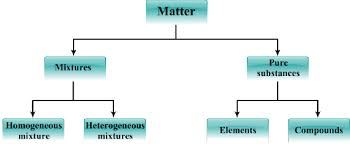 Matter
Mixtures
Pure
substances
Homogeneous
mixture
Heterogeneous
mixtures
Elements
Compounds